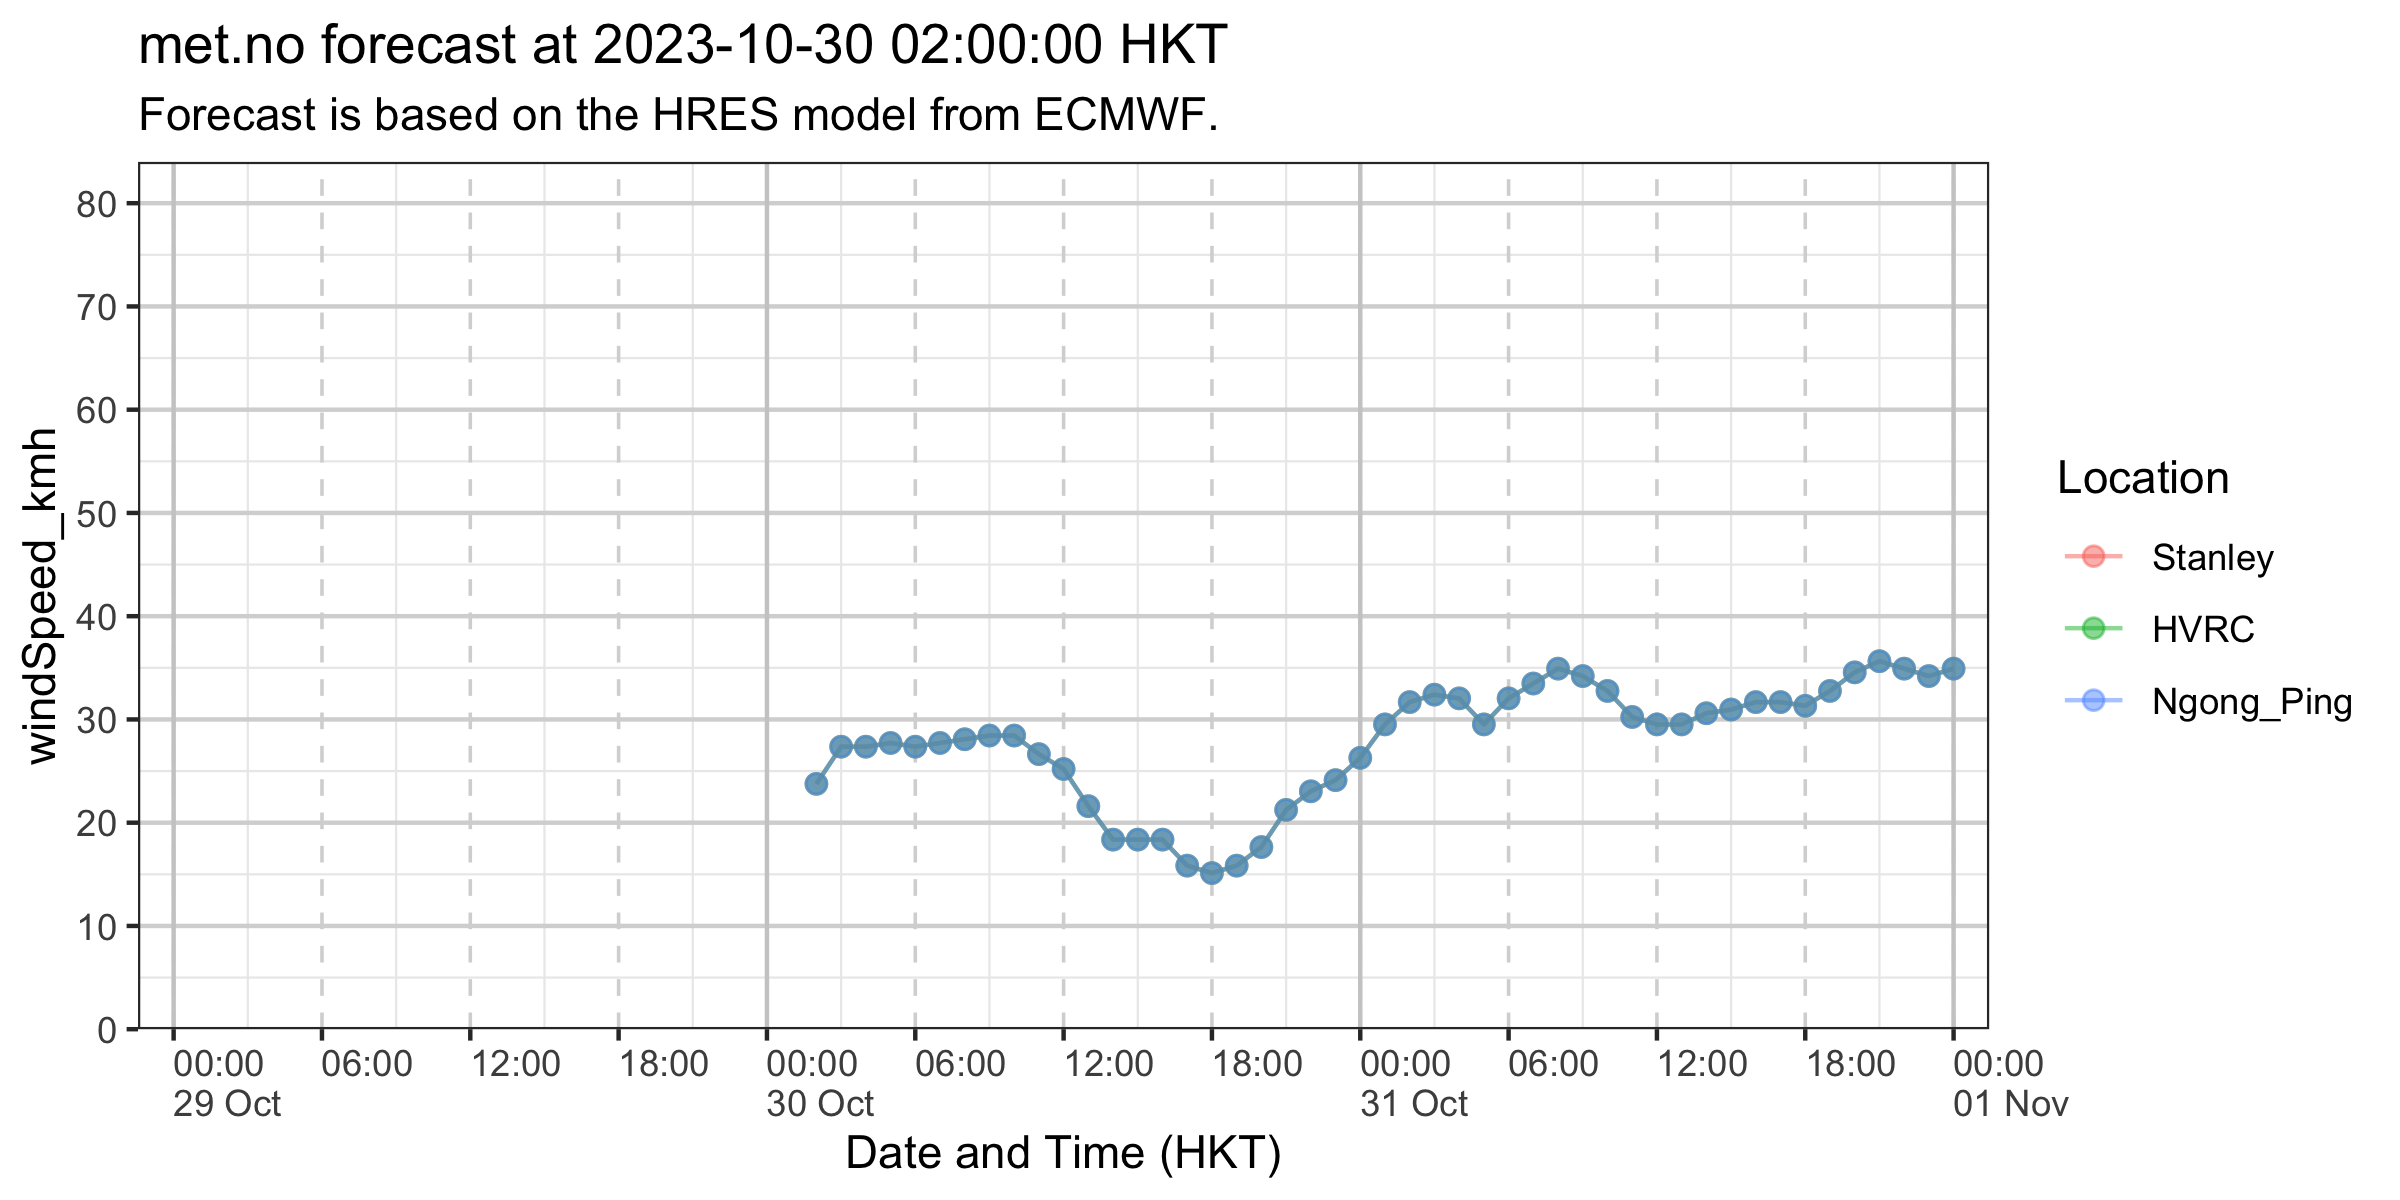 met.no forecast at 2023-10-30 02:00:00 HKT
Forecast is based on the HRES model from ECMWF.
windSpeed_kmh
80
70
60
50
40
30
20
10
0
00:00 06:00 12:00 18:00 00:00 06:00 12:00 18:00 00:00 06:00 12:00 18:00 00:00
29 Oct 30 Oct 31 Oct 01 Nov
Date and Time (HKT)
Location
Stanley
HVRC
Ngong_Ping